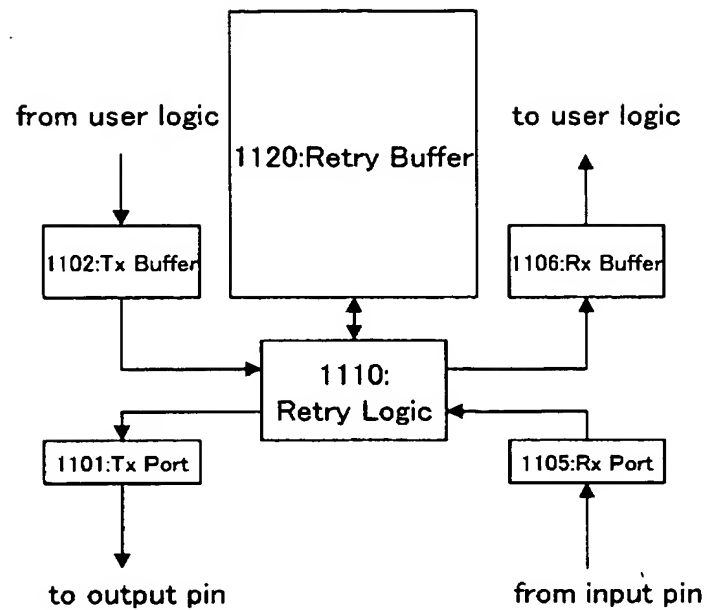 from user logic
to user logic
1120:Retry Buffer
1102:Tx Buffer
1106:Rx Buffer
1110:
Retry Logic
1101:Tx Port
1105:Rx Port
to output pin
from input pin